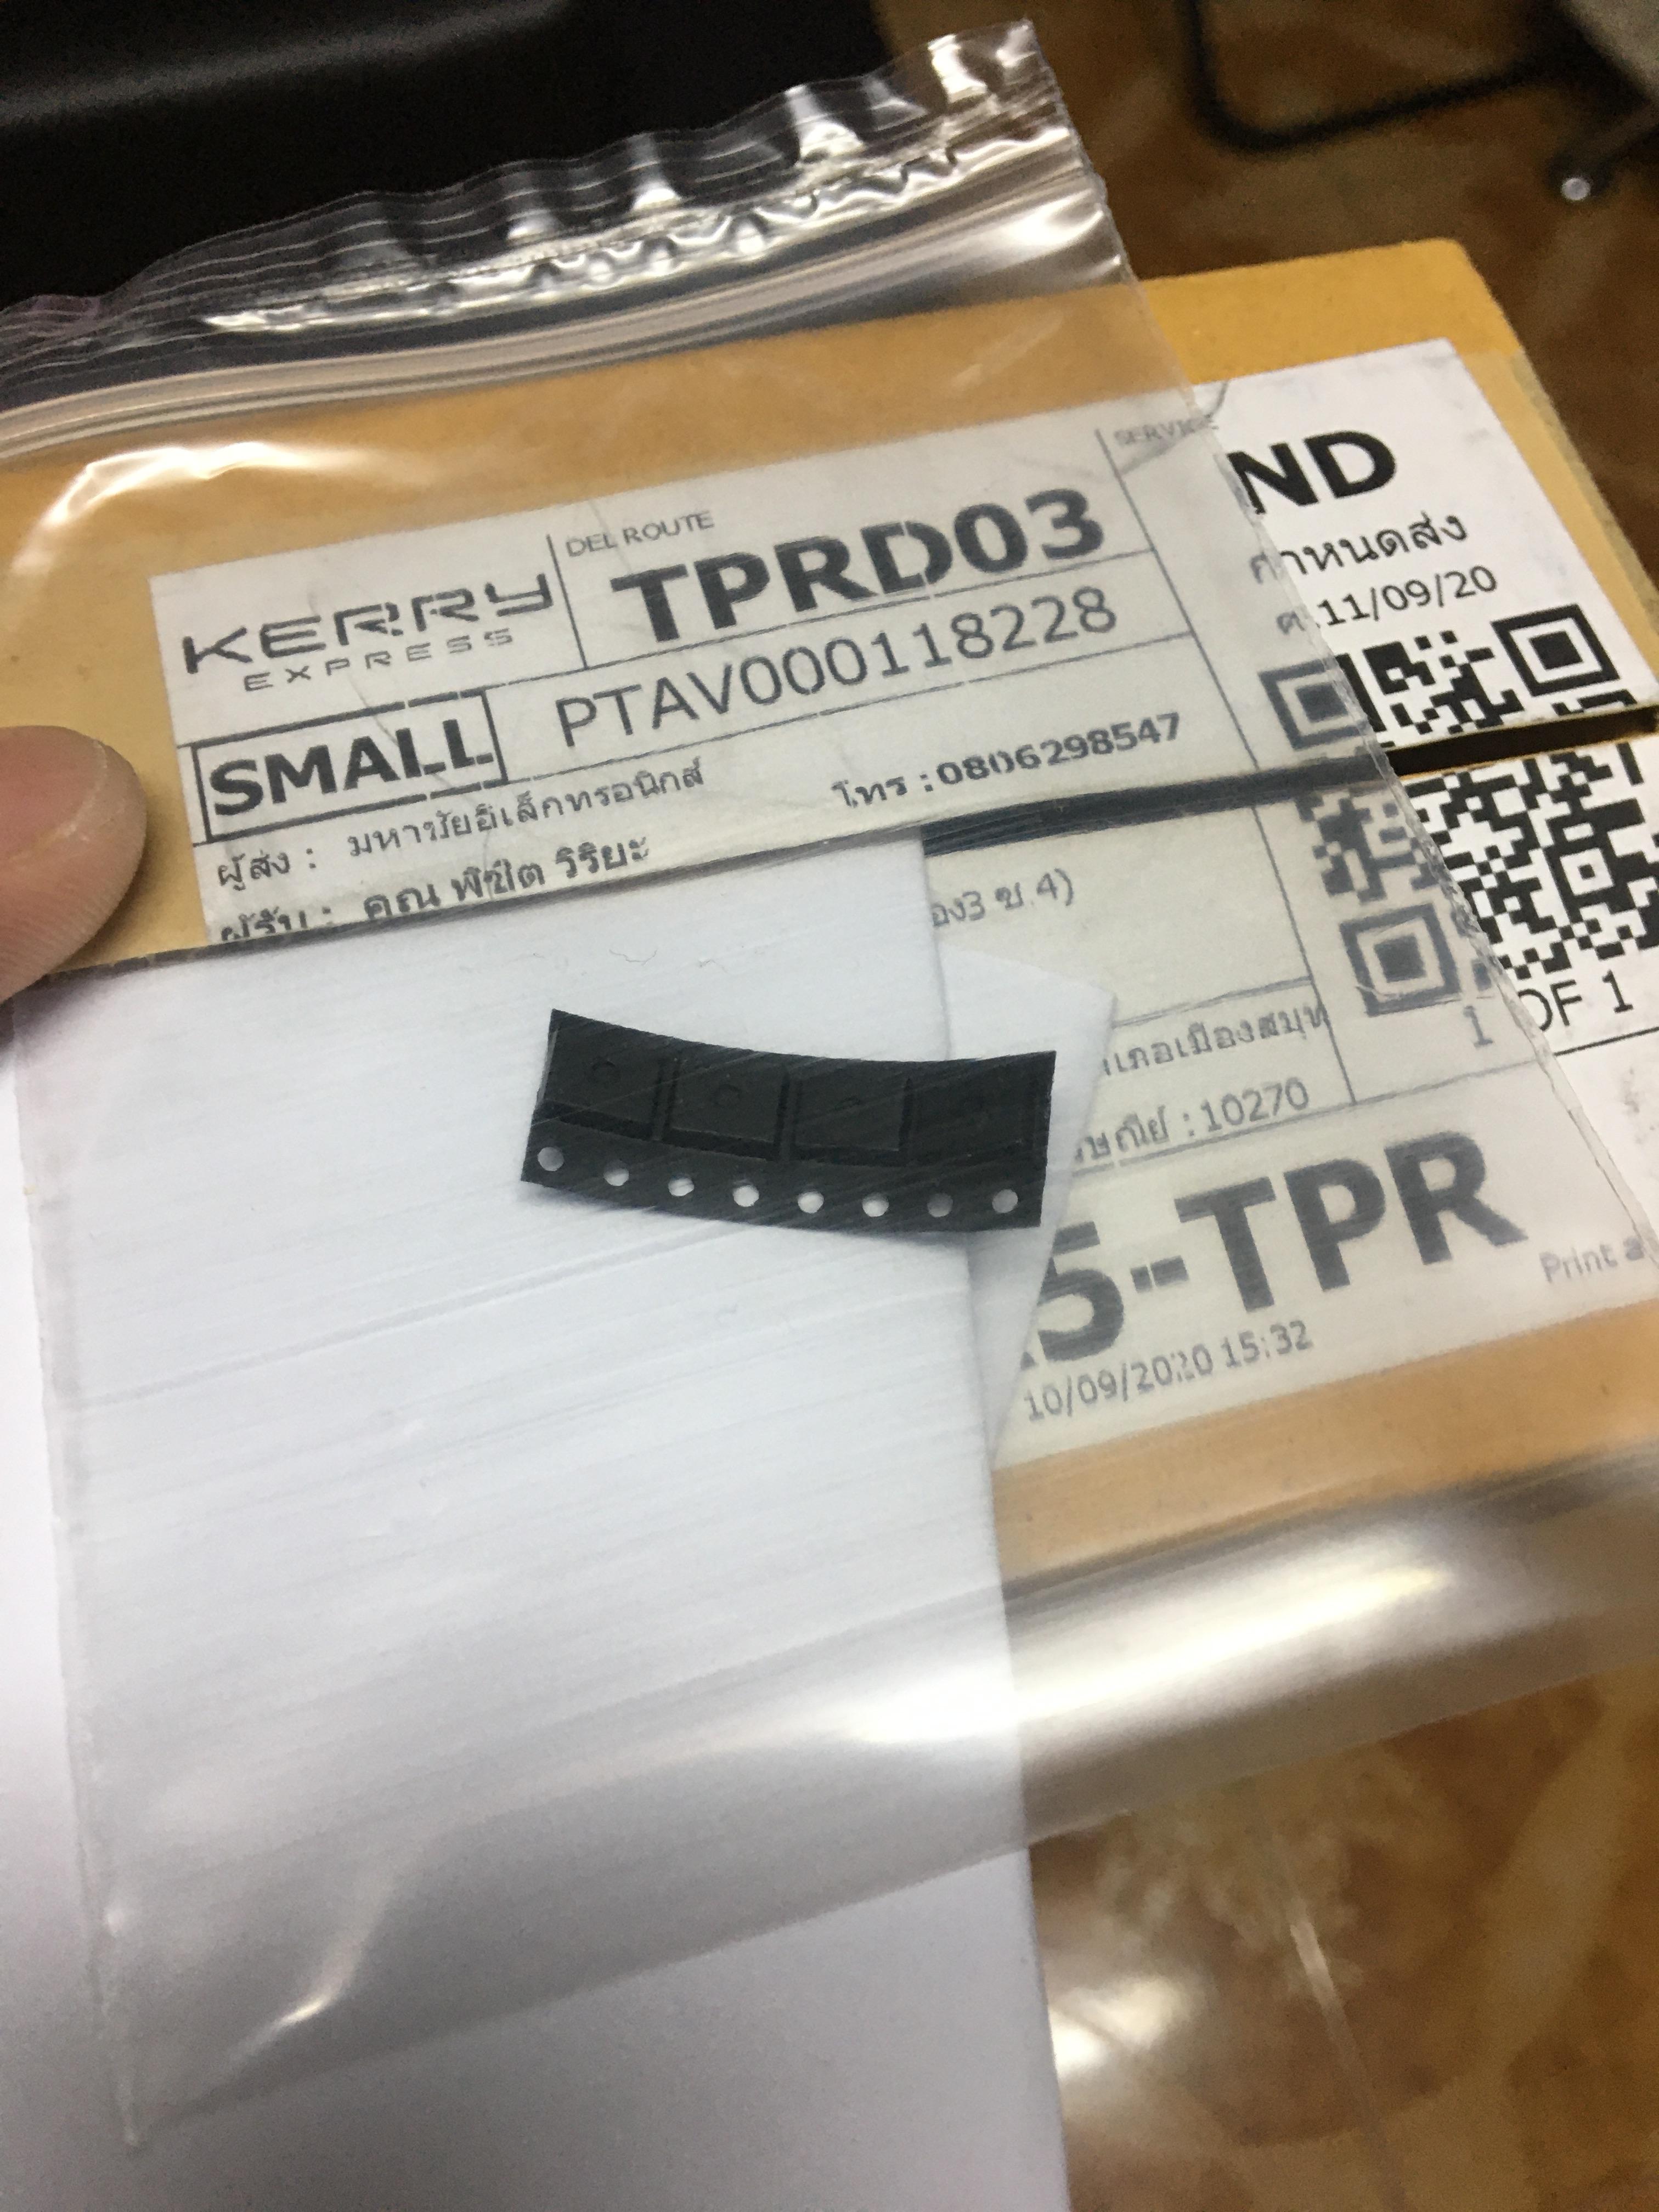 KERRY
EXPRESS
DEL ROUTE
TPRD03
SERVICE
ND
กำหนดส่ง
ศ.11/09/20
SMALL
PTAV000118228
ผู้ส่ง : มหาชัยอิเล็กทรอนิกส์
โทร : 0806298547
ผู้รับ : คุณ พิชิต วิริยะ
ซ.4)
1 OF 1
10270
5-TPR
Print
10/09/2020 15:32